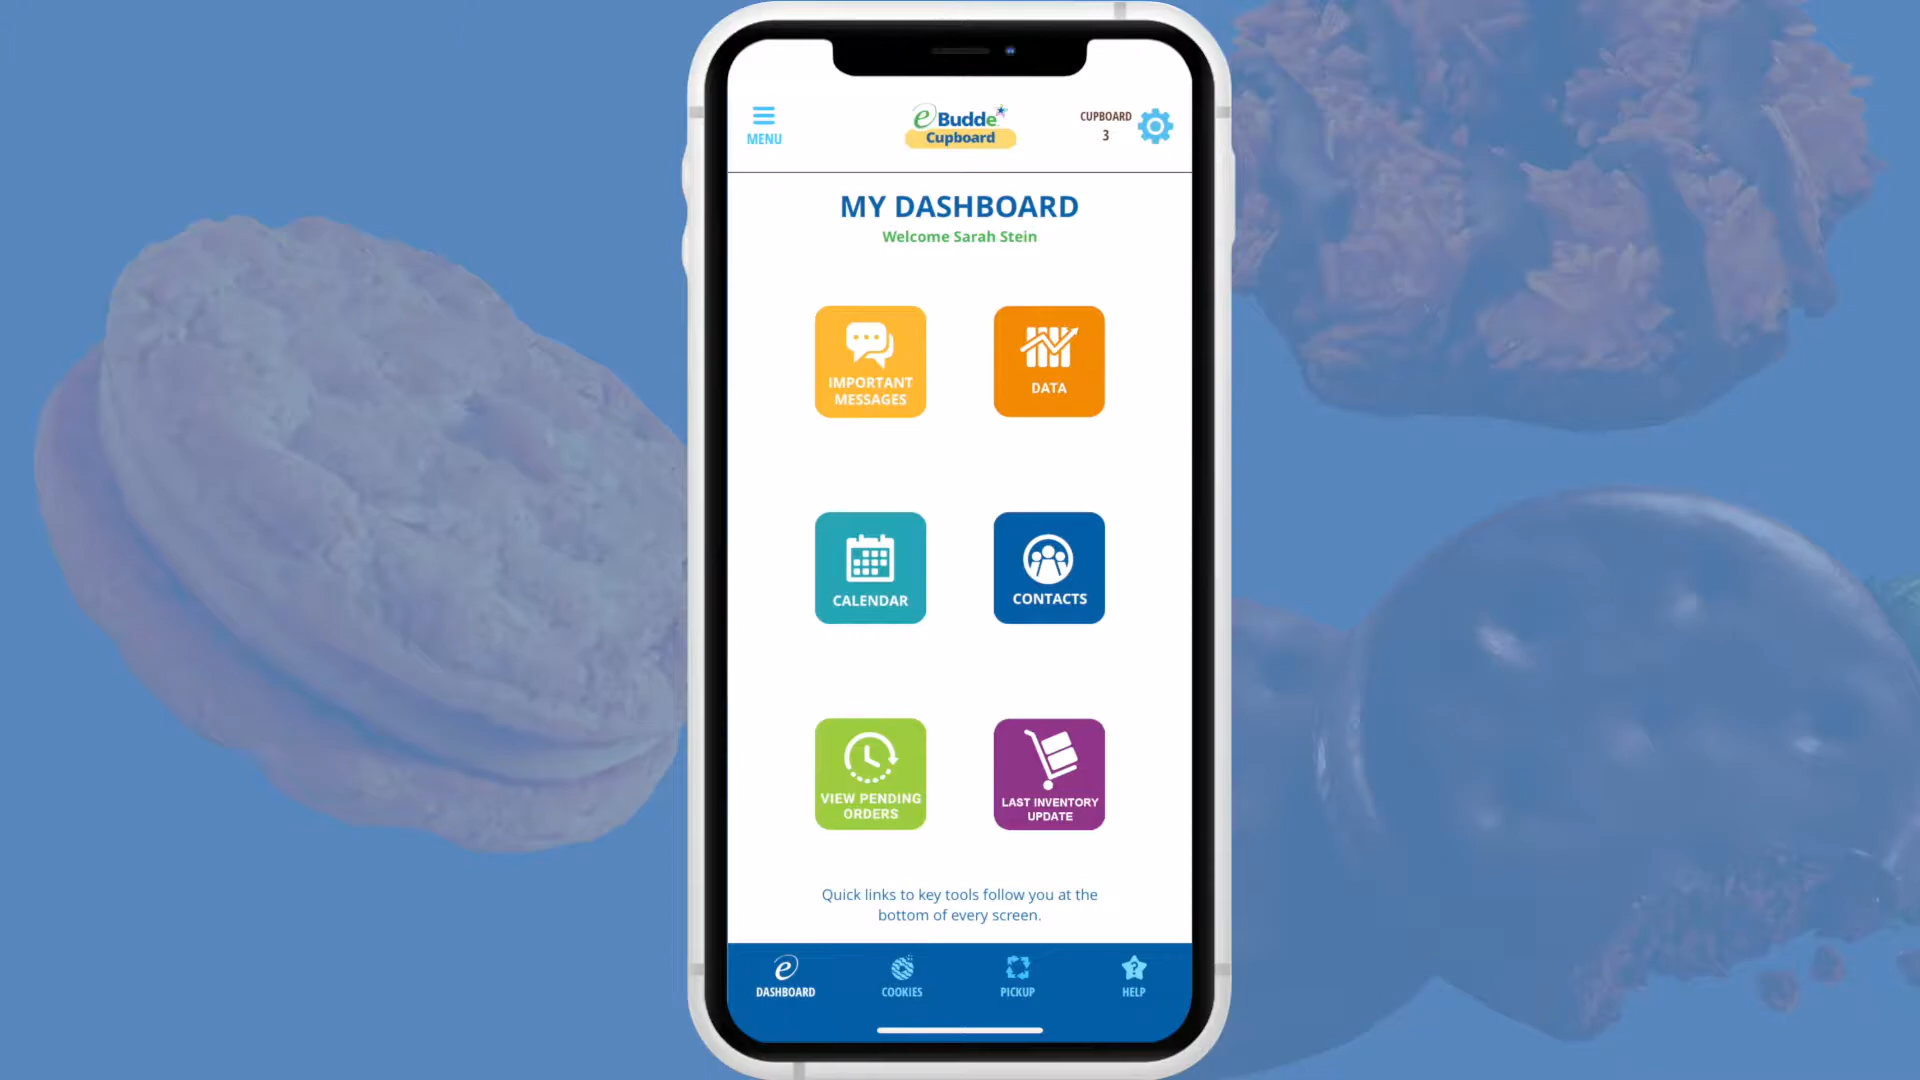 MENU
eBudde
Cupboard
CUPBOARD
3
MY DASHBOARD
Welcome Sarah Stein
IMPORTANT
MESSAGES
DATA
CALENDAR
CONTACTS
VIEW PENDING
ORDERS
LAST INVENTORY
UPDATE
Quick links to key tools follow you at the
bottom of every screen.
e
DASHBOARD
COOKIES
PICKUP
?
HELP